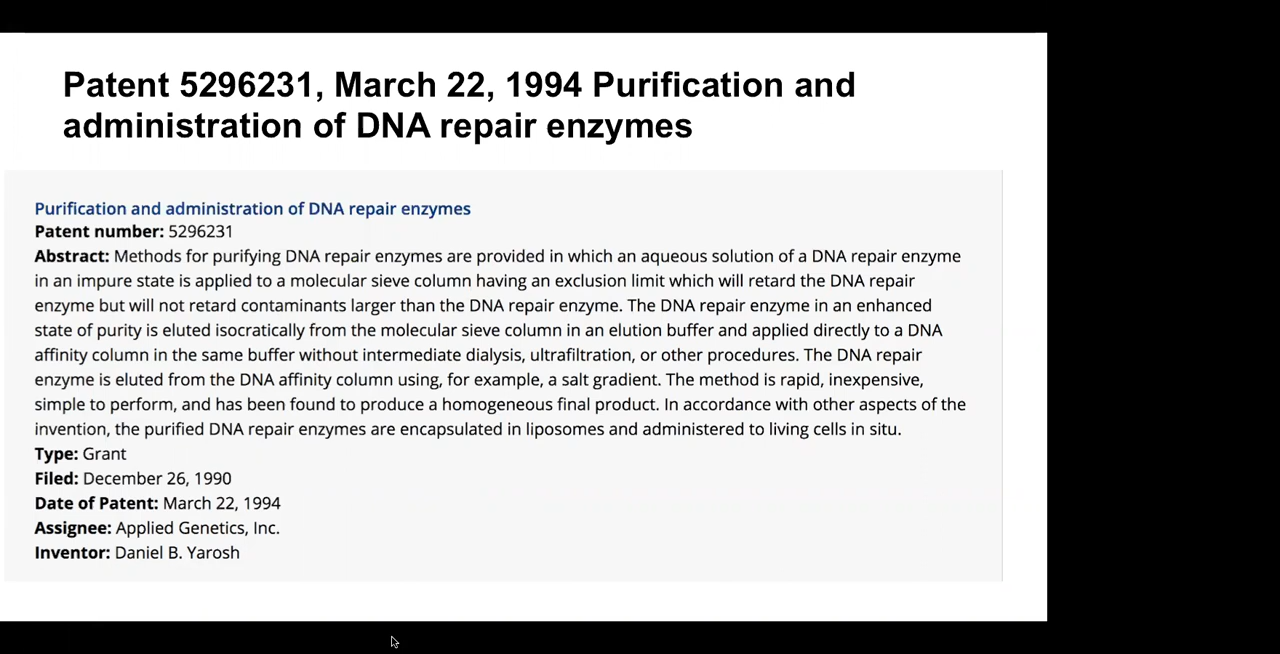 Patent 5296231, March 22, 1994 Purification and
administration of DNA repair enzymes
Purification and administration of DNA repair enzymes
Patent number: 5296231
Abstract: Methods for purifying DNA repair enzymes are provided in which an aqueous solution of a DNA repair enzyme
in an impure state is applied to a molecular sieve column having an exclusion limit which will retard the DNA repair
enzyme but will not retard contaminants larger than the DNA repair enzyme. The DNA repair enzyme in an enhanced
state of purity is eluted isocratically from the molecular sieve column in an elution buffer and applied directly to a DNA
affinity column in the same buffer without intermediate dialysis, ultrafiltration, or other procedures. The DNA repair
enzyme is eluted from the DNA affinity column using, for example, a salt gradient. The method is rapid, inexpensive,
simple to perform, and has been found to produce a homogeneous final product. In accordance with other aspects of the
invention, the purified DNA repair enzymes are encapsulated in liposomes and administered to living cells in situ.
Type: Grant
Filed: December 26, 1990
Date of Patent: March 22, 1994
Assignee: Applied Genetics, Inc.
Inventor: Daniel B. Yarosh